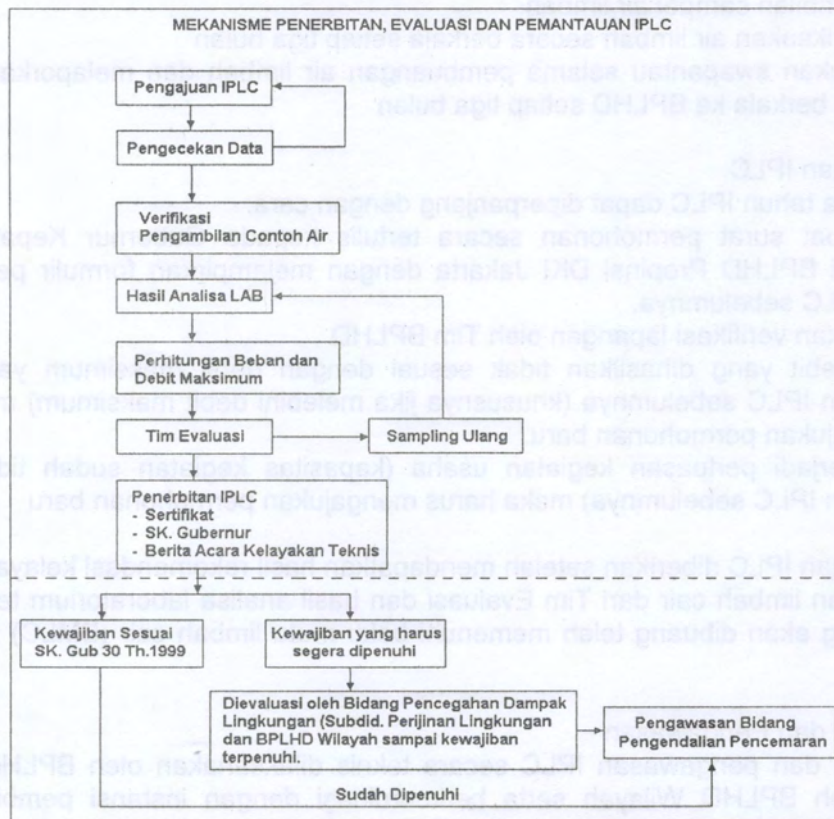 MEKANISME PENERBITAN, EVALUASI DAN PEMANTAUAN IPLC
Pengajuan IPLC
Pengecekan Data
Verifikasi
Pengambilan Contoh Air
Hasil Analisa LAB
Perhitungan Beban dan
Debit Maksimum
Tim Evaluasi
Sampling Ulang
Penerbitan IPLC
- Sertifikat
- SK. Gubernur
- Berita Acara Kelayakan Teknis
Kewajiban Sesuai
SK. Gub 30 Th.1999
Kewajiban yang harus
segera dipenuhi
Dievaluasi oleh Bidang Pencegahan Dampak
Lingkungan (Subdid. Perijinan Lingkungan
dan BPLHD Wilayah sampai kewajiban
terpenuhi
Pengawasan Bidang
Pengendalian Pencemaran
Sudah Dipenuhi